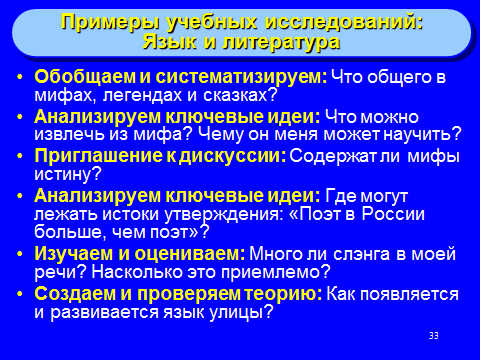 Примеры учебных исследований:
Язык и литература
• Обобщаем и систематизируем: Что общего в
мифах, легендах и сказках?
• Анализируем ключевые идеи: Что можно
извлечь из мифа? Чему он меня может научить?
• Приглашение к дискуссии: Содержат ли мифы
истину?
• Анализируем ключевые идеи: Где могут
лежать истоки утверждения: «Поэт в России
больше, чем поэт»?
• Изучаем и оцениваем: Много ли слэнга в моей
речи? Насколько это приемлемо?
• Создаем и проверяем теорию: Как появляется
и развивается язык улицы?
33